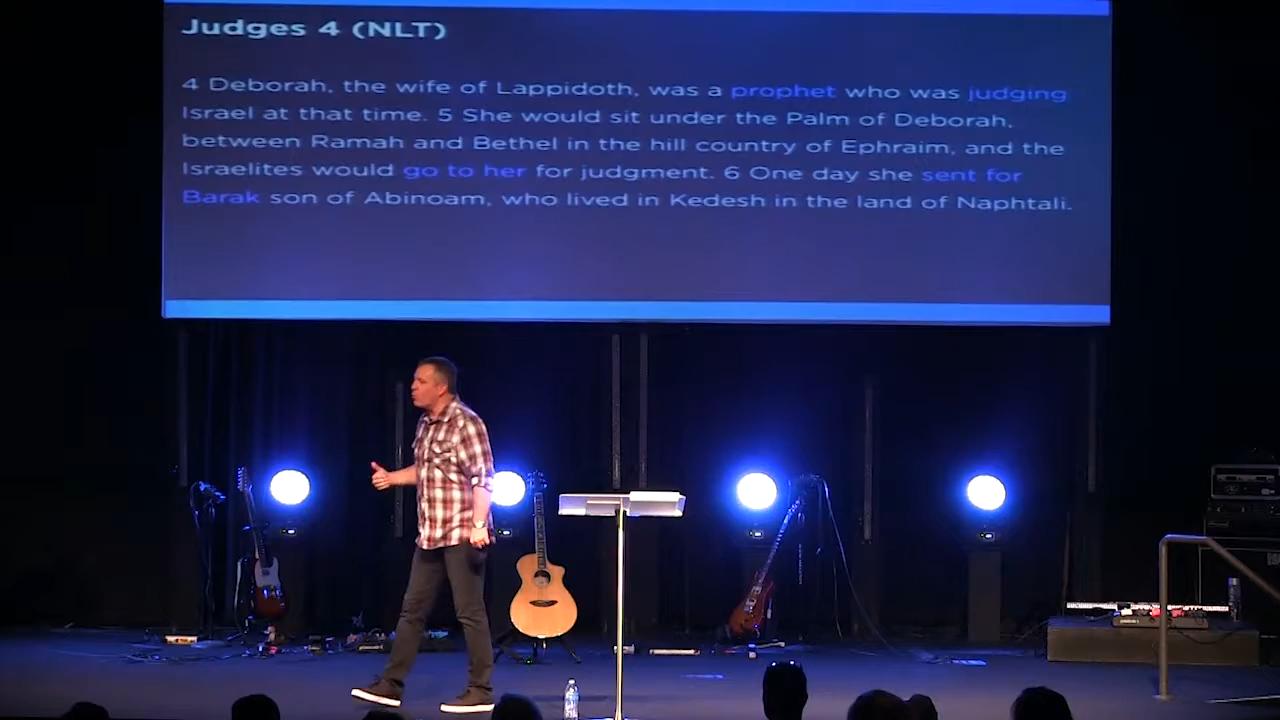 Judges 4 (NLT)
4 Deborah, the wife of Lappidoth, was a prophet who was judging
Israel at that time. 5 She would sit under the Palm of Deborah,
between Ramah and Bethel in the hill country of Ephraim, and the
Israelites would go to her for judgment. 6 One day she sent for
Barak son of Abinoam, who lived in Kedesh in the land of Naphtali.